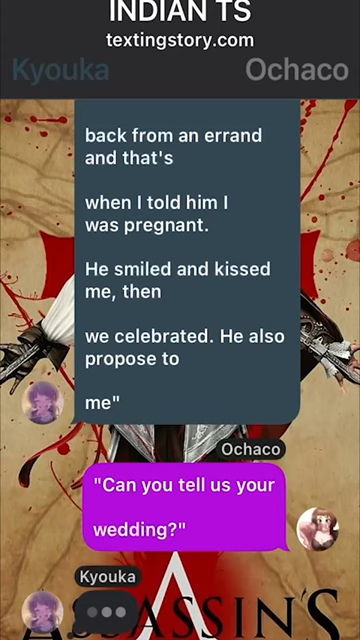 INDIAN TS
textingstory.com
Kyouka Ochaco
back from an errand
and that's
when I told him I
was pregnant.
He smiled and kissed
me, then
we celebrated. He also
propose to
me"
Ochaco
"Can you tell us your
wedding?"
Kyouka
ASSASSIN'S